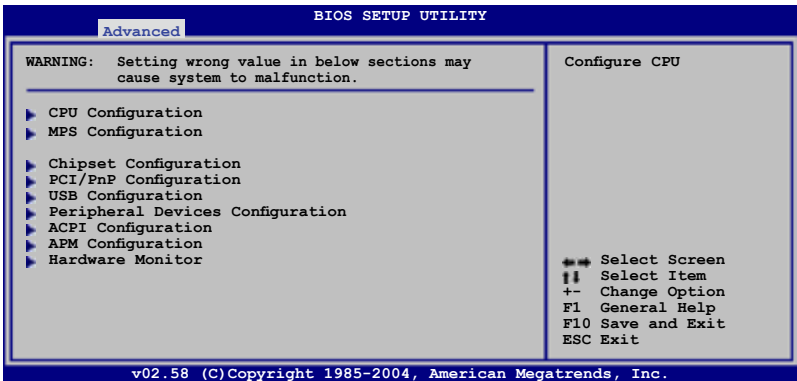 BIOS SETUP UTILITY
Advanced
WARNING: Setting wrong value in below sections may
cause system to malfunction.
CPU Configuration
MPS Configuration
Chipset Configuration
PCI/PnP Configuration
USB Configuration
Peripheral Devices Configuration
ACPI Configuration
APM Configuration
Hardware Monitor
Configure CPU
Select Screen
Select Item
+- Change Option
F1 General Help
F10 Save and Exit
ESC Exit
v02.58 (C)Copyright 1985-2004, American Megatrends, Inc.